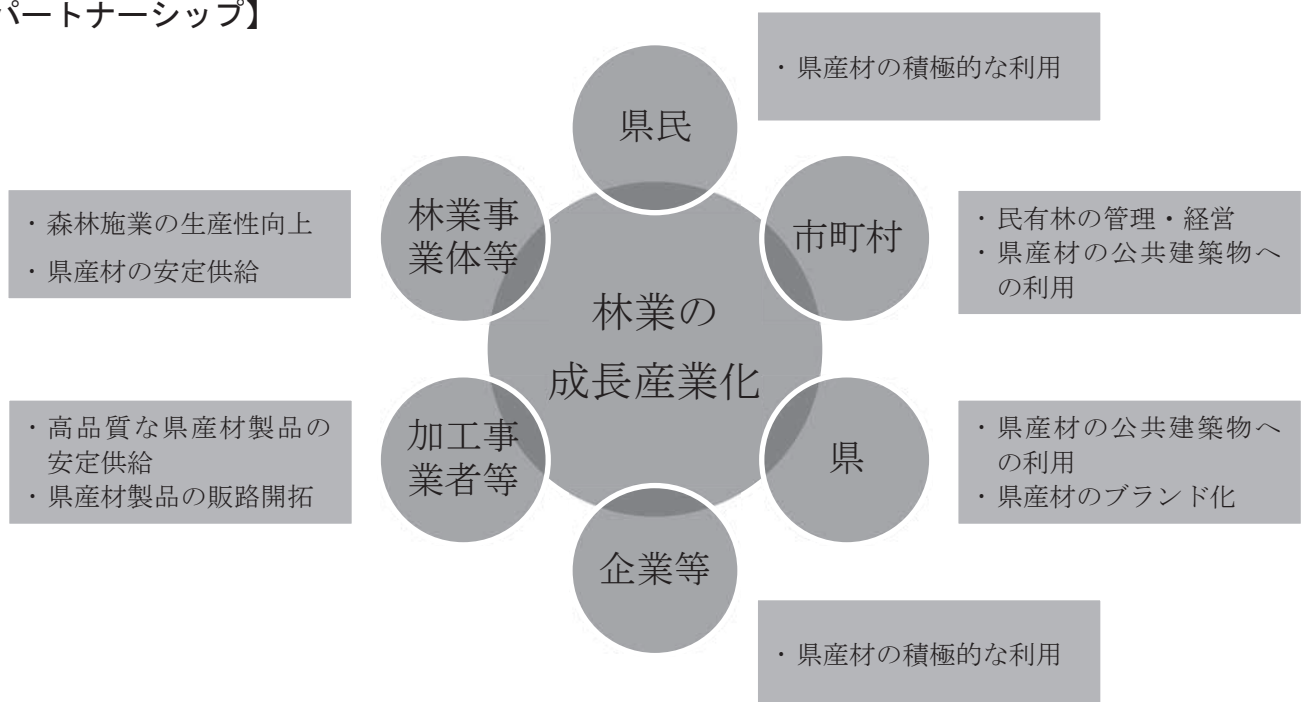 パートナーシップ】
県民
・県産材の積極的な利用
林業事
業体等
・森林施業の生産性向上
・県産材の安定供給
市町村
・民有林の管理・経営
・県産材の公共建築物へ
の利用
林業の
成長産業化
加工事
業者等
・高品質な県産材製品の
安定供給
・県産材製品の販路開拓
県
・県産材の公共建築物へ
の利用
・県産材のブランド化
企業等
・県産材の積極的な利用